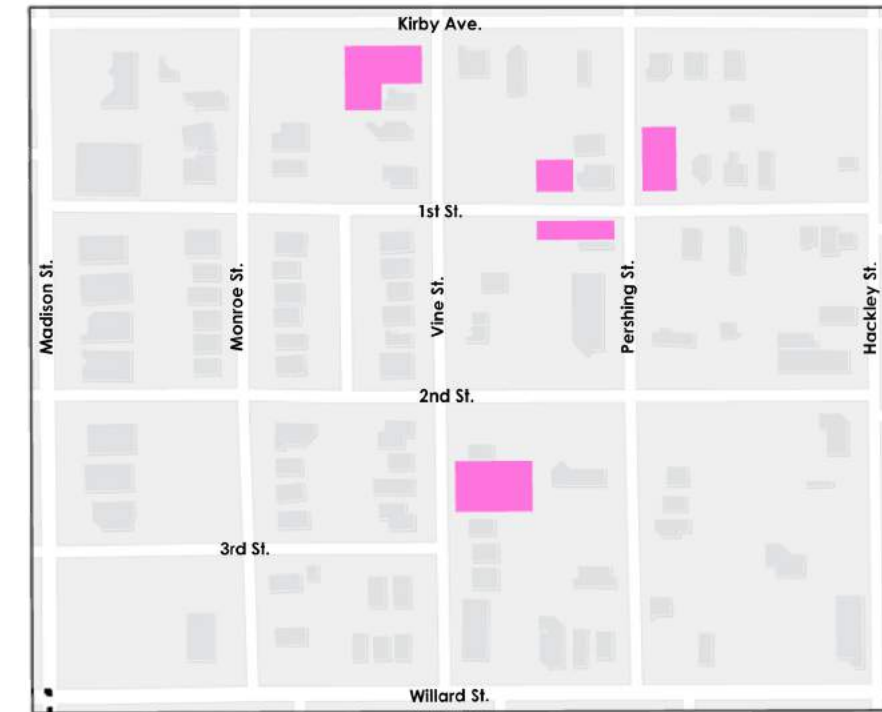 Kirby Ave.
1st St.
Madison St.
Monroe St.
Vine St.
Pershing St.
Hackley St.
2nd St.
3rd St.
Willard St.